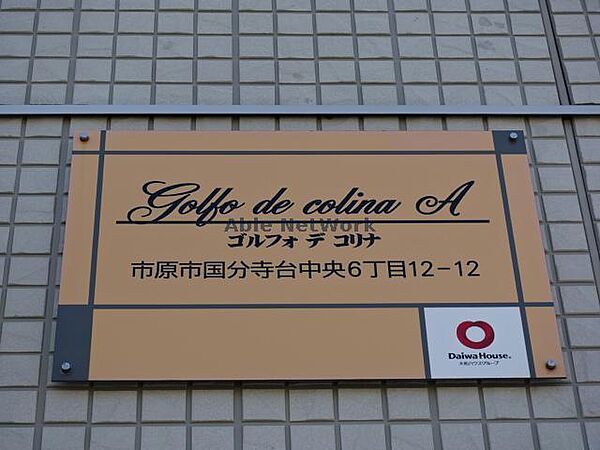 Golfo de colina A
Able NetWork
ゴルフォ デ コリナ
市原市国分寺台中央6丁目12-12
DaiwaHouse®
大和ハウスグループ